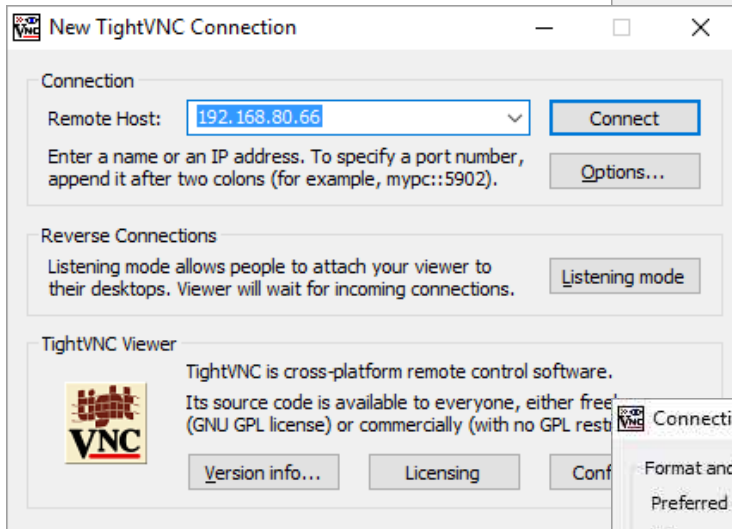 New TightVNC Connection
Connection
Remote Host: 192.168.80.66 Connect
Enter a name or an IP address. To specify a port number,
append it after two colons (for example, mypc::5902).
Options...
Reverse Connections
Listening mode allows people to attach your viewer to
their desktops. Viewer will wait for incoming connections.
Listening mode
TightVNC Viewer
TightVNC is cross-platform remote control software.
Its source code is available to everyone, either free
(GNU GPL license) or commercially (with no GPL rest
tight
VNC
Version info... Licensing Conf
Connecti
Format and
Preferred